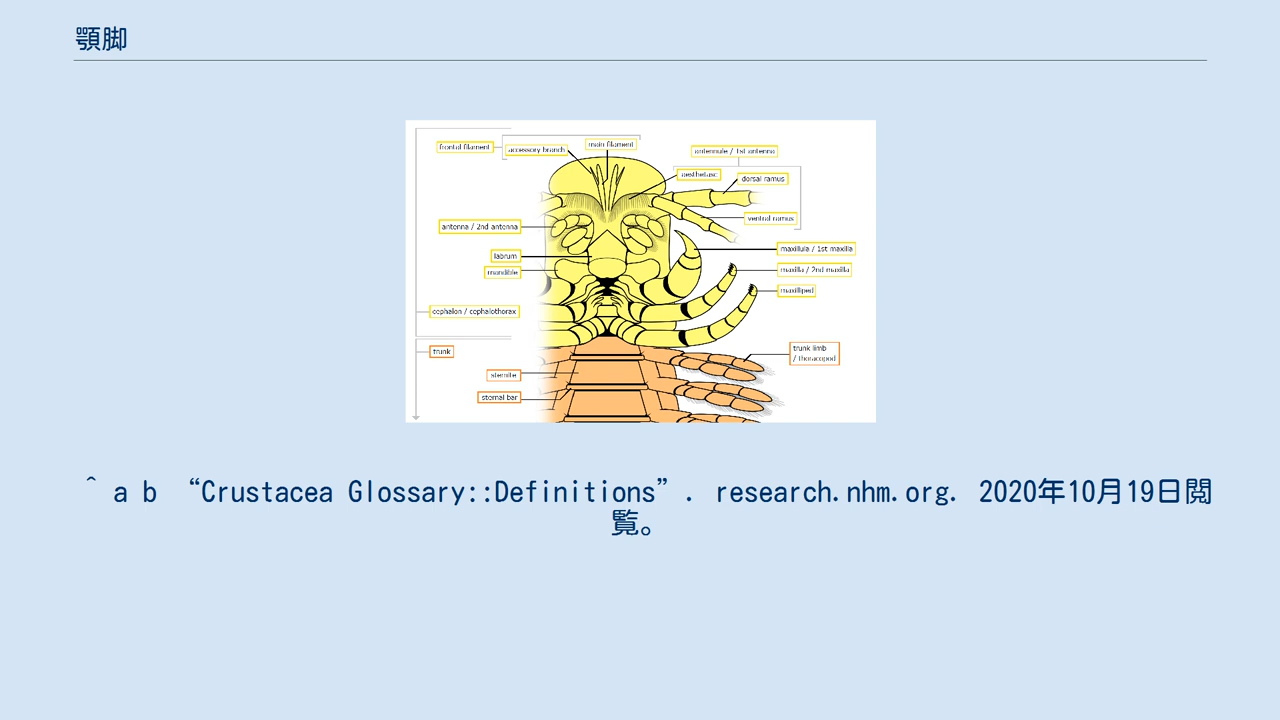 顎脚
frontal filament
accessory branch
main filament
antennule / 1st antenna
aesthetasc
dorsal ramus
ventral ramus
antenna / 2nd antenna
labrum
mandible
maxillula / 1st maxilla
maxilla / 2nd maxilla
maxilliped
cephalon / cephalothorax
trunk
trunk limb
/ thoracopod
sternite
sternal bar
^ a b “Crustacea Glossary::Definitions”. research.nhm.org. 2020年10月19日閲
覧。